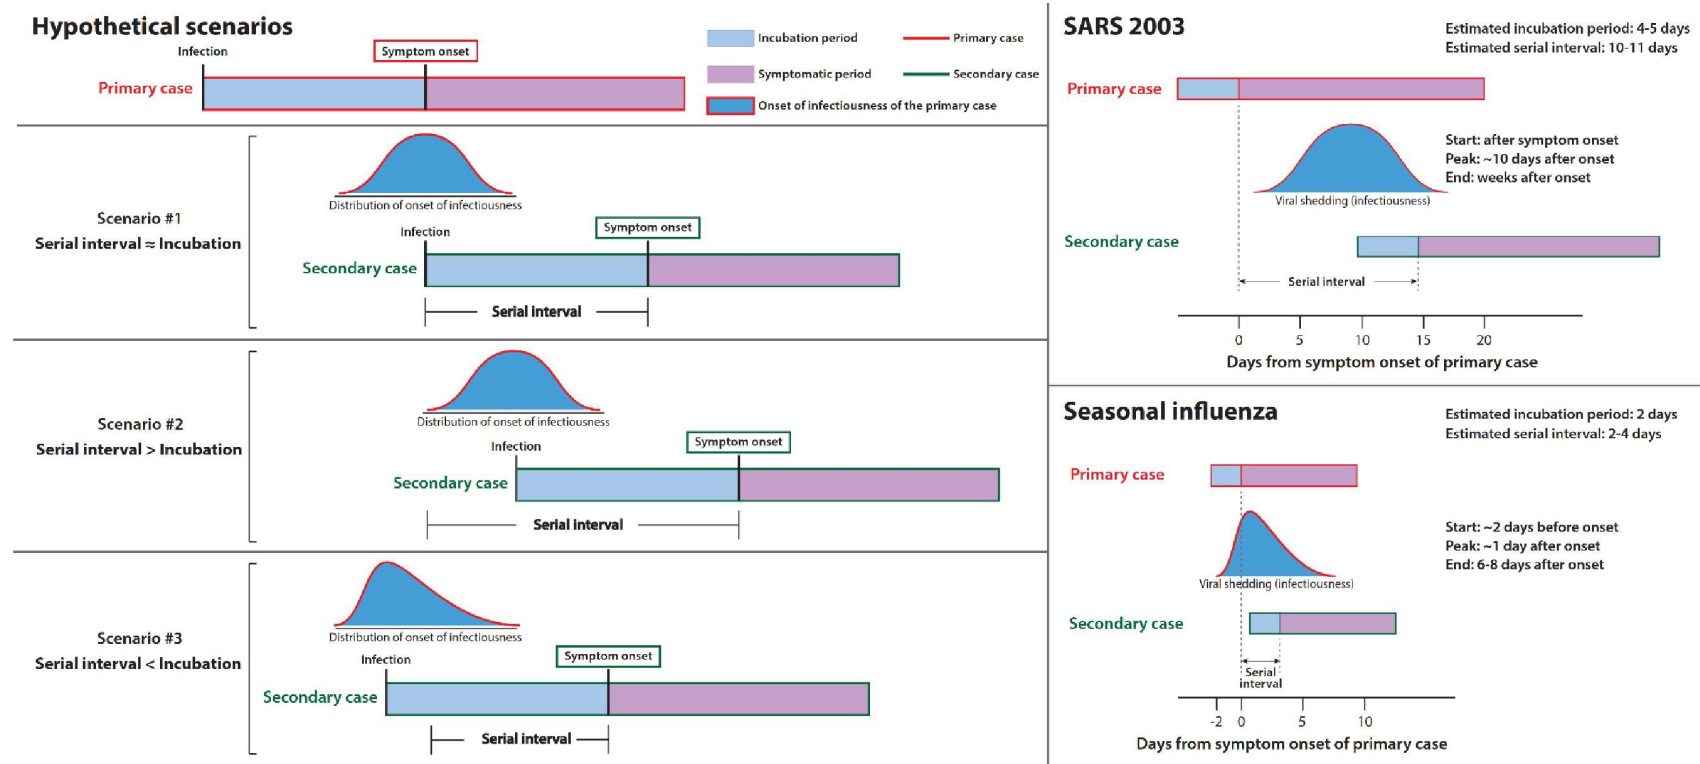 Hypothetical scenarios
Infection
Symptom onset
Primary case
Incubation period
Primary case
Symptomatic period
Secondary case
Onset of infectiousness of the primary case
Scenario #1
Serial interval ≈ Incubation
Distribution of onset of infectiousness
Infection
Symptom onset
Secondary case
Serial interval
Scenario #2
Serial interval > Incubation
Distribution of onset of infectiousness
Infection
Symptom onset
Secondary case
Serial interval
Scenario #3
Serial interval < Incubation
Distribution of onset of infectiousness
Infection
Symptom onset
Secondary case
Serial interval
SARS 2003
Estimated incubation period: 4-5 days
Estimated serial interval: 10-11 days
Primary case
Start: after symptom onset
Peak: ~10 days after onset
End: weeks after onset
Viral shedding (infectiousness)
Secondary case
Serial interval
0 5 10 15 20
Days from symptom onset of primary case
Seasonal influenza
Estimated incubation period: 2 days
Estimated serial interval: 2-4 days
Primary case
Start: ~2 days before onset
Peak: ~1 day after onset
End: 6-8 days after onset
Viral shedding (infectiousness)
Secondary case
Serial
interval
-2 0 5 10
Days from symptom onset of primary case